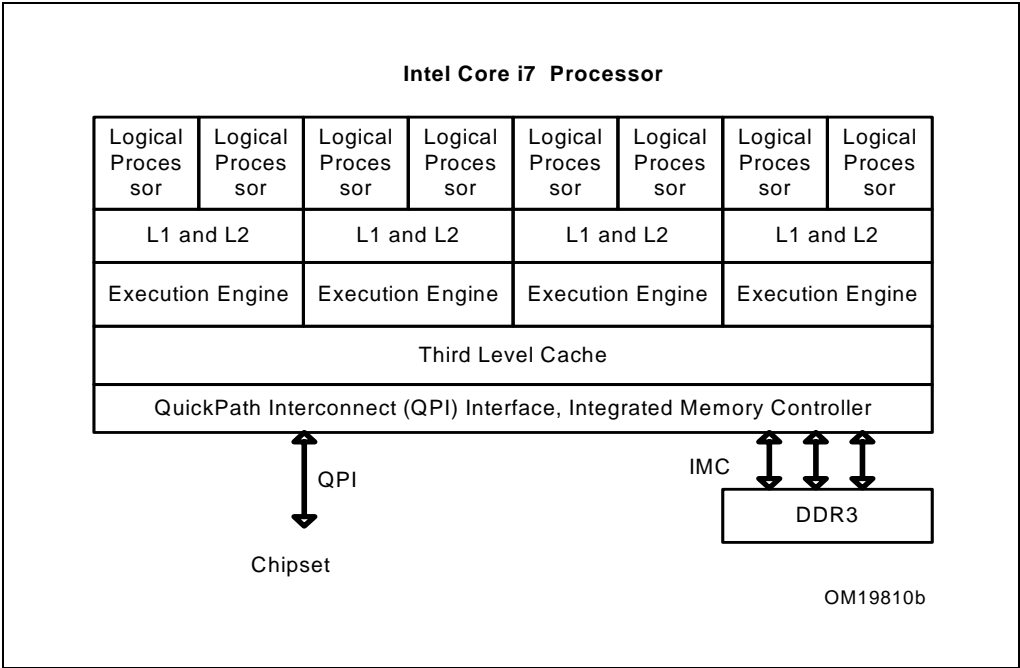 Intel Core i7 Processor
Logical Logical Logical Logical Logical Logical Logical Logical
Proces Proces Proces Proces Proces Proces Proces Proces
sor sor sor sor sor sor sor sor
L1 and L2 L1 and L2 L1 and L2 L1 and L2
Execution Engine Execution Engine Execution Engine Execution Engine
Third Level Cache
QuickPath Interconnect (QPI) Interface, Integrated Memory Controller
QPI
IMC
DDR3
Chipset
OM19810b